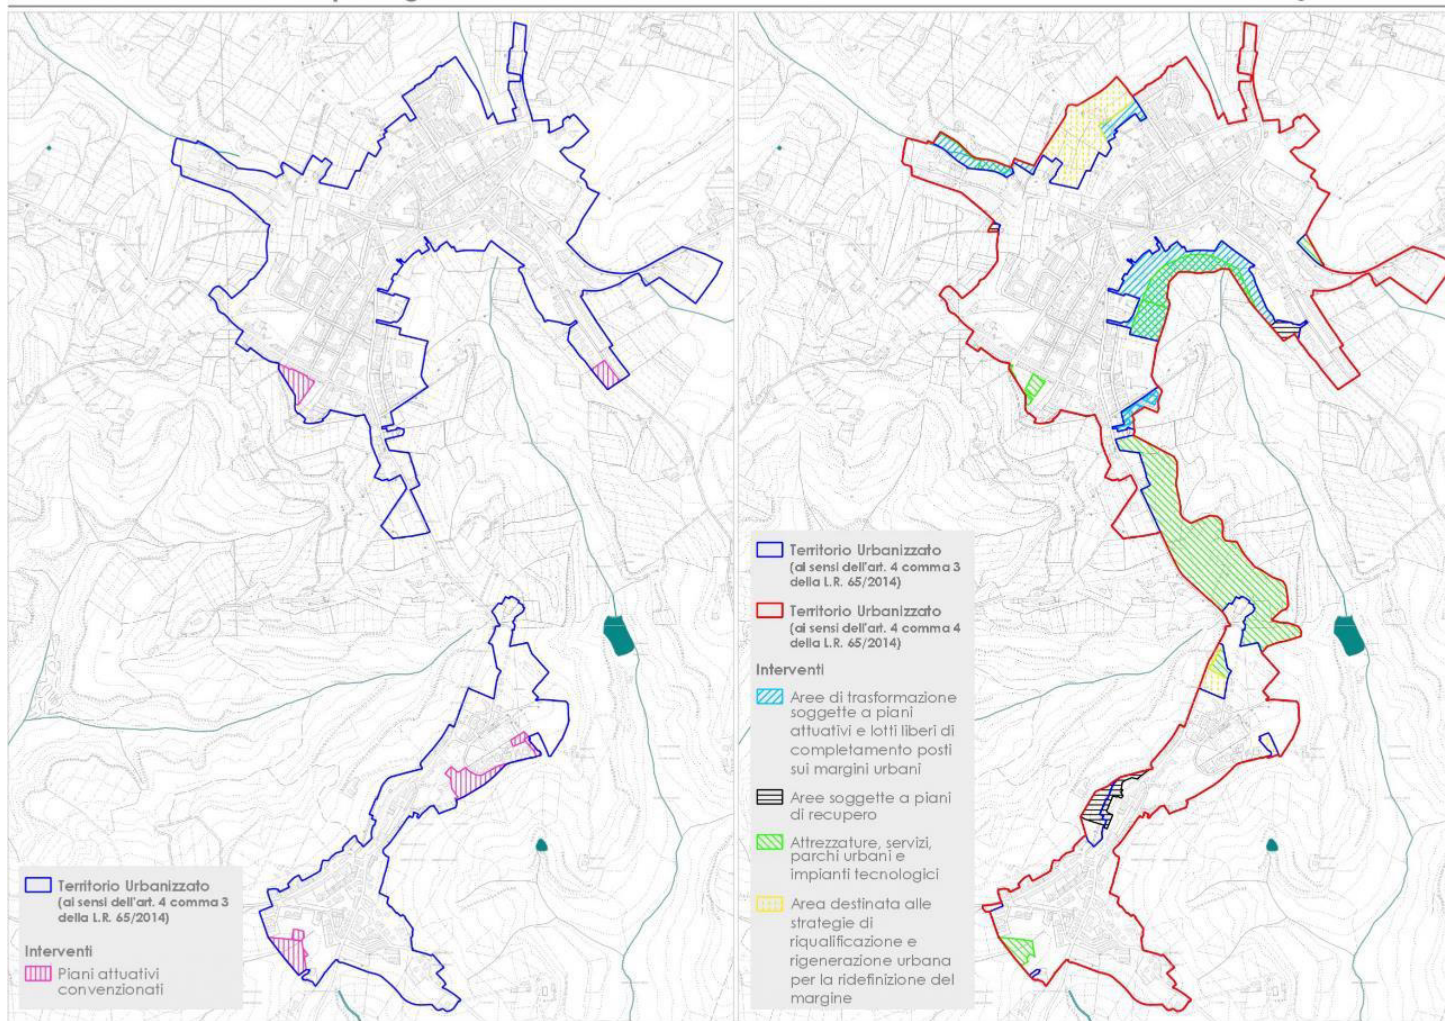 Territorio Urbanizzato
(ai sensi dell'art. 4 comma 3
della L.R. 65/2014)
Interventi
Piani attuativi
convenzionati
Territorio Urbanizzato
(ai sensi dell'art. 4 comma 3
della L.R. 65/2014)
Territorio Urbanizzato
(ai sensi dell'art. 4 comma 4
della L.R. 65/2014)
Interventi
Aree di trasformazione
soggette a piani
attuativi e lotti liberi di
completamento posti
sui margini urbani
Aree soggette a piani
di recupero
Attrezzature, servizi,
parchi urbani e
impianti tecnologici
Area destinata alle
strategie di
riqualificazione e
rigenerazione urbana
per la ridefinizione del
margine